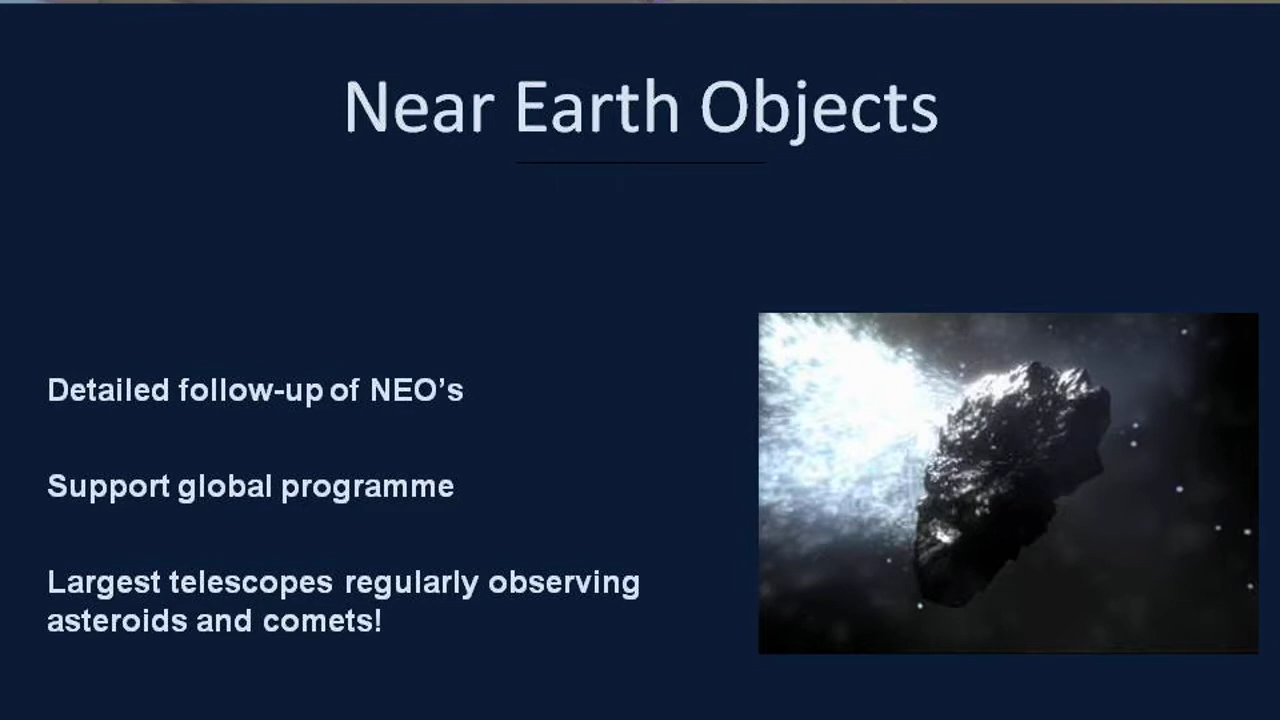 Near Earth Objects
Detailed follow-up of NEO’s
Support global programme
Largest telescopes regularly observing
asteroids and comets!